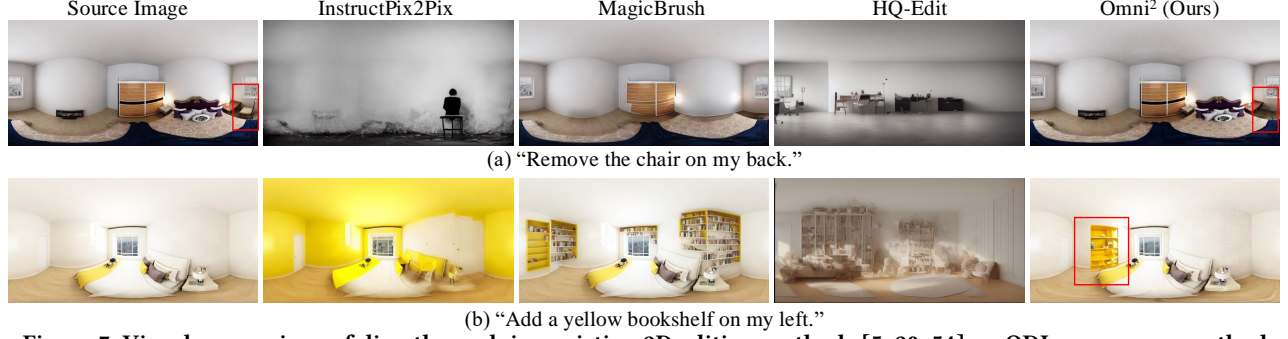 Source Image InstructPix2Pix MagicBrush HQ-Edit Omni² (Ours)
(a) “Remove the chair on my back.”
(b) “Add a yellow bookshelf on my left.”